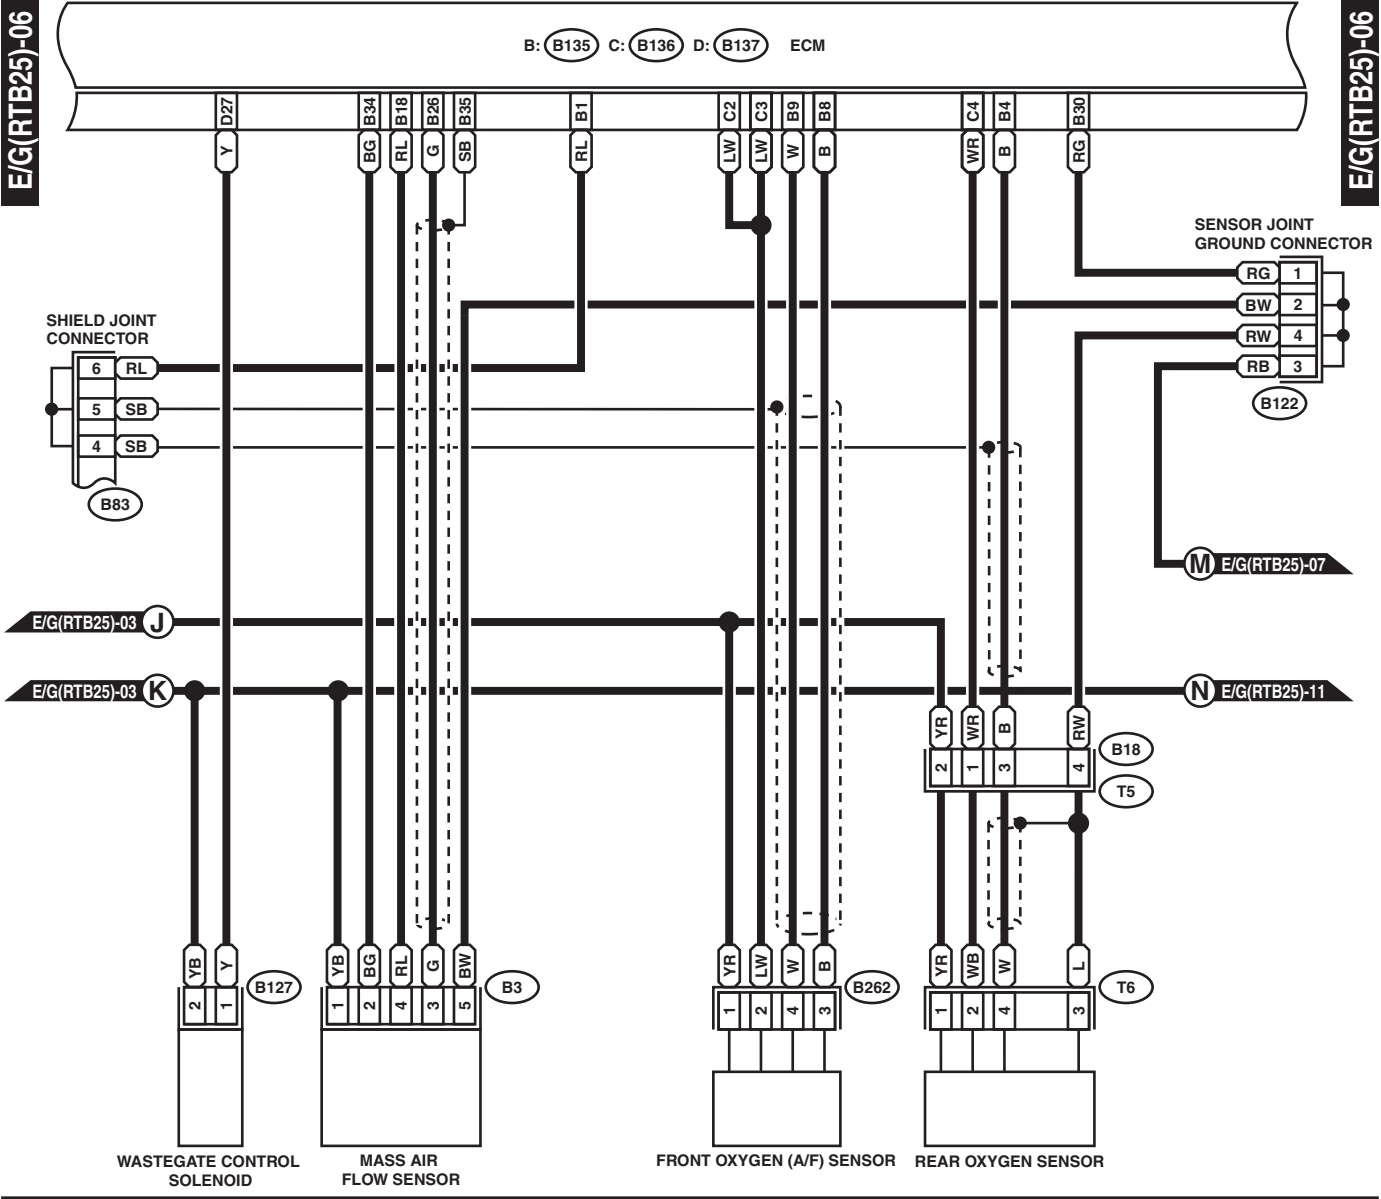 E/G(RTB25)-06
E/G(RTB25)-06
B: B135 C: B136 D: B137 ECM
D27 B34 B18 B26 B35 B1 C2 C3 B9 B8 C4 B4 B30
Y BG RL G SB RL LW LW W B WR B RG
SENSOR JOINT
GROUND CONNECTOR
RG 1
BW 2
RW 4
RB 3
B122
SHIELD JOINT
CONNECTOR
6 RL
5 SB
4 SB
B83
M E/G(RTB25)-07
E/G(RTB25)-03 J
E/G(RTB25)-03 K
N E/G(RTB25)-11
YR WR B RW
B18
2 1 3 4
T5
YB Y YB BG RL G BW YR LW W B YR WB W L
B127 B3 B262 T6
2 1 1 2 4 3 5 1 2 4 3 1 2 4 3
WASTEGATE CONTROL
SOLENOID
MASS AIR
FLOW SENSOR
FRONT OXYGEN (A/F) SENSOR
REAR OXYGEN SENSOR